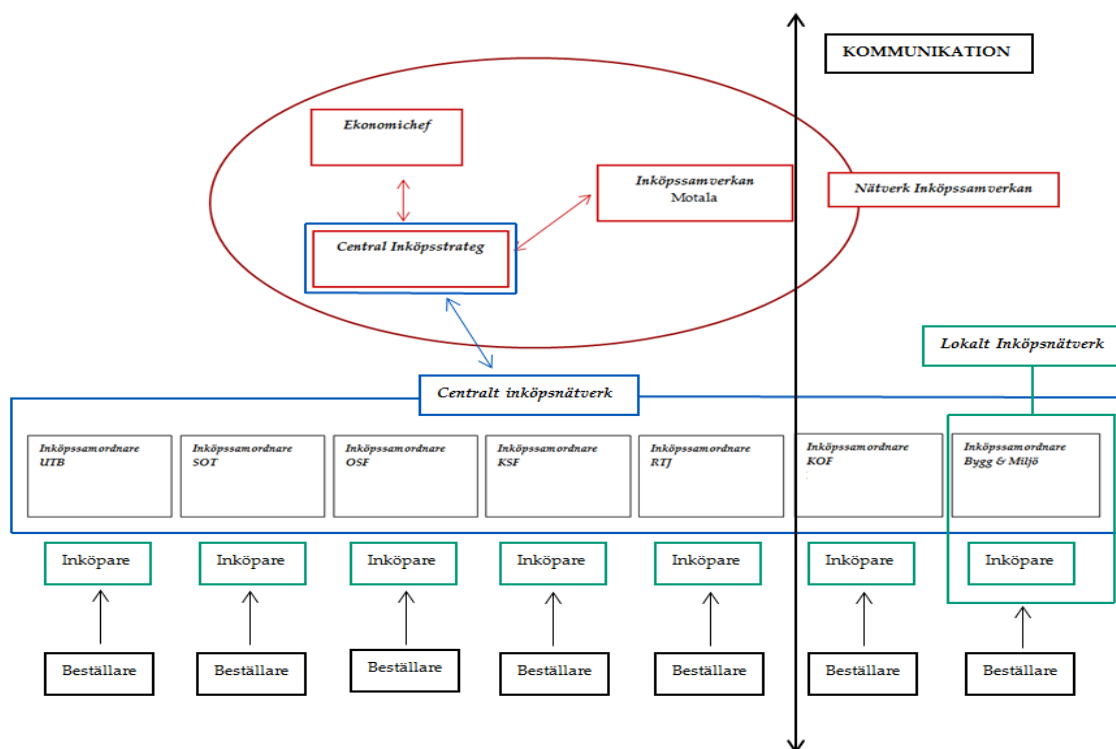 KOMMUNIKATION
Ekonomichef
Inköpssamverkan
Motala
Nätverk Inköpssamverkan
Central Inköpsstrateg
Lokalt Inköpsnätverk
Centralt inköpsnätverk
Inköpssamordnare
UTB
Inköpssamordnare
SOT
Inköpssamordnare
OSF
Inköpssamordnare
KSF
Inköpssamordnare
RTJ
Inköpssamordnare
KOF
Inköpssamordnare
Bygg & Miljö
Inköpare
Inköpare
Inköpare
Inköpare
Inköpare
Inköpare
Inköpare
Beställare
Beställare
Beställare
Beställare
Beställare
Beställare
Beställare